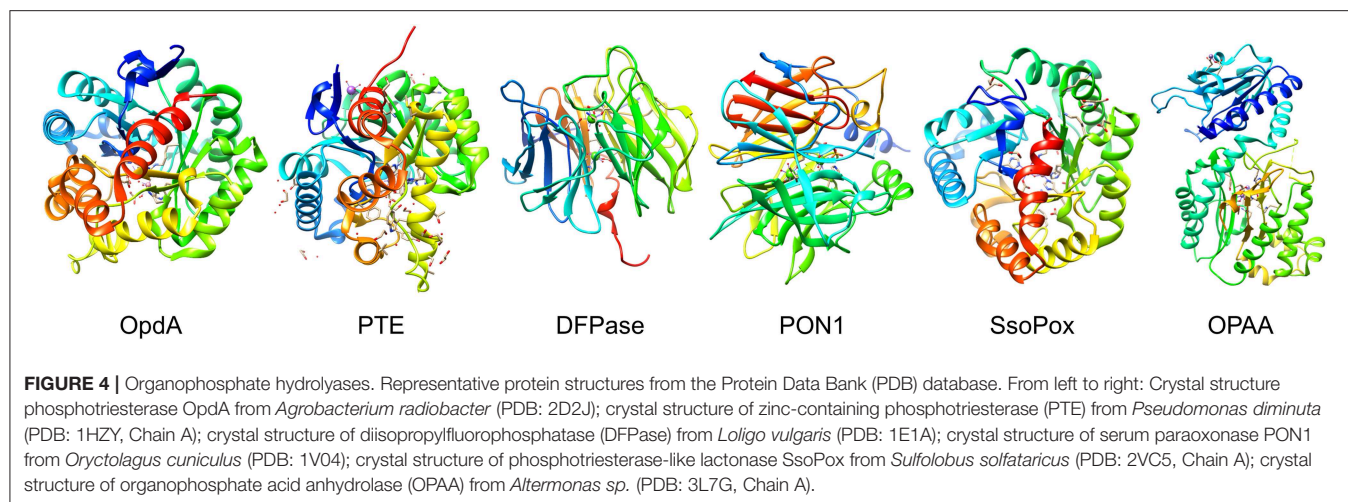 OpdA PTE DFPase PON1 SsoPox OPAA
FIGURE 4 | Organophosphate hydrolyases. Representative protein structures from the Protein Data Bank (PDB) database. From left to right: Crystal structure
phosphotriesterase OpdA from Agrobacterium radiobacter (PDB: 2D2J); crystal structure of zinc-containing phosphotriesterase (PTE) from Pseudomonas diminuta
(PDB: 1HZY, Chain A); crystal structure of diisopropylfluorophosphatase (DFPase) from Loligo vulgaris (PDB: 1E1A); crystal structure of serum paraoxonase PON1
from Oryctolagus cuniculus (PDB: 1V04); crystal structure of phosphotriesterase-like lactonase SsoPox from Sulfolobus solfataricus (PDB: 2VC5, Chain A); crystal
structure of organophosphate acid anhydrolase (OPAA) from Altermonas sp. (PDB: 3L7G, Chain A).